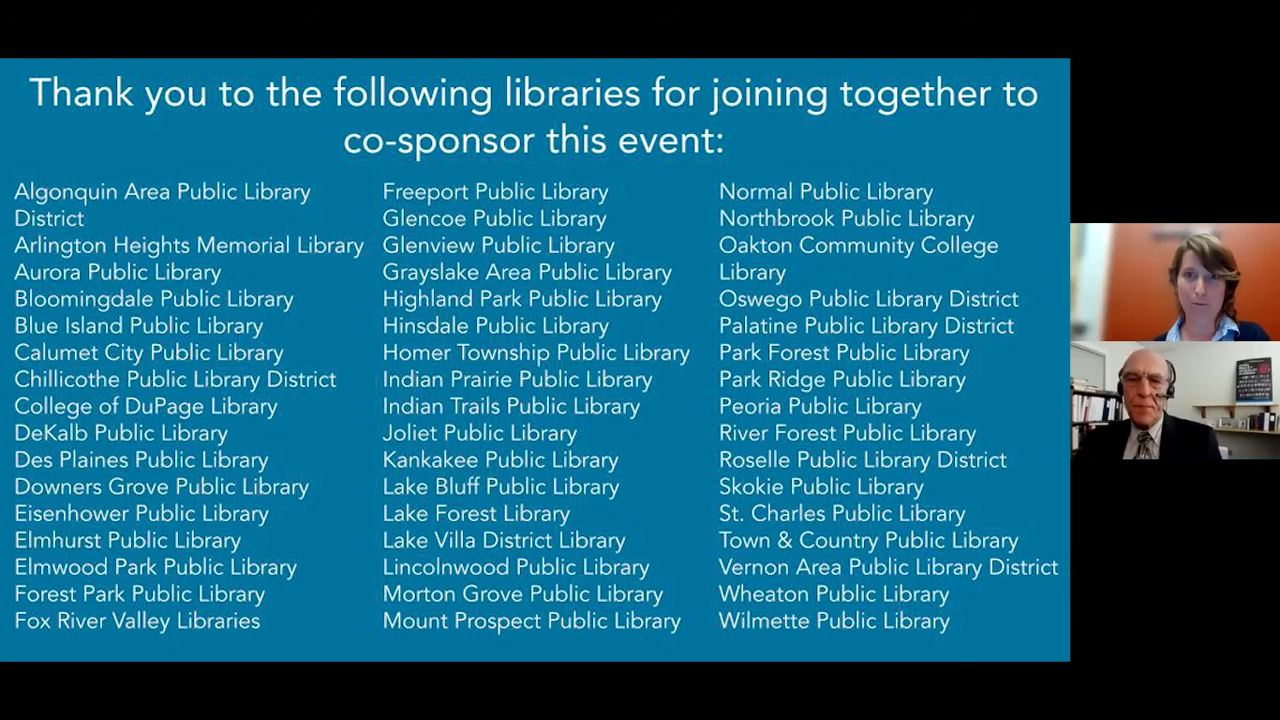 Thank you to the following libraries for joining together to
co-sponsor this event:
Algonquin Area Public Library
District
Arlington Heights Memorial Library
Aurora Public Library
Bloomingdale Public Library
Blue Island Public Library
Calumet City Public Library
Chillicothe Public Library District
College of DuPage Library
DeKalb Public Library
Des Plaines Public Library
Downers Grove Public Library
Eisenhower Public Library
Elmhurst Public Library
Elmwood Park Public Library
Forest Park Public Library
Fox River Valley Libraries
Freeport Public Library
Glencoe Public Library
Glenview Public Library
Grayslake Area Public Library
Highland Park Public Library
Hinsdale Public Library
Homer Township Public Library
Indian Prairie Public Library
Indian Trails Public Library
Joliet Public Library
Kankakee Public Library
Lake Bluff Public Library
Lake Forest Library
Lake Villa District Library
Lincolnwood Public Library
Morton Grove Public Library
Mount Prospect Public Library
Normal Public Library
Northbrook Public Library
Oakton Community College
Library
Oswego Public Library District
Palatine Public Library District
Park Forest Public Library
Park Ridge Public Library
Peoria Public Library
River Forest Public Library
Roselle Public Library District
Skokie Public Library
St. Charles Public Library
Town & Country Public Library
Vernon Area Public Library District
Wheaton Public Library
Wilmette Public Library